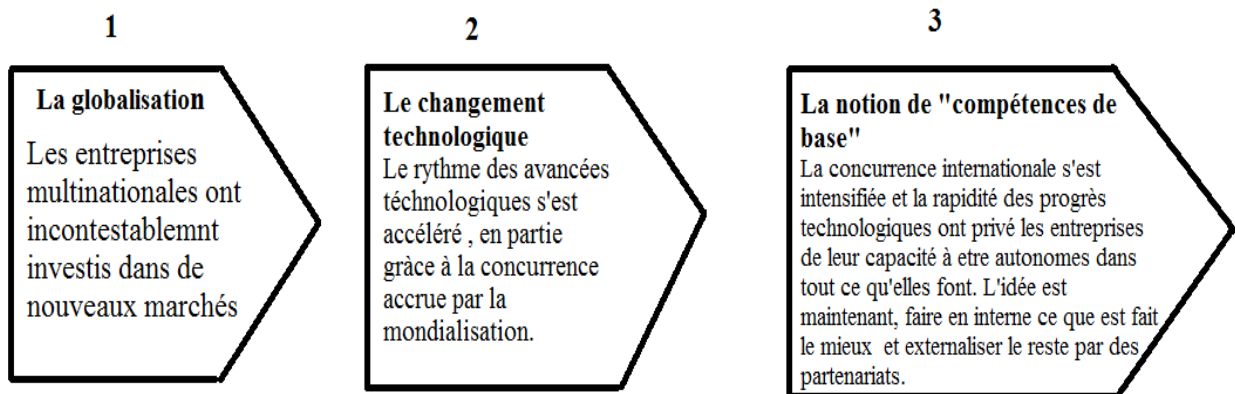 1
La globalisation
Les entreprises
multinationales ont
incontestablemnt
investis dans de
nouveaux marchés
2
Le changement
technologique
Le rythme des avancées
téchnologiques s'est
accéléré , en partie
gràce à la concurrence
accrue par la
mondialisation.
3
La notion de "compétences de
base"
La concurrence internationale s'est
intensifiée et la rapidité des progrès
technologiques ont privé les entreprises
de leur capacité à etre autonomes dans
tout ce qu'elles font. L'idée est
maintenant, faire en interne ce que est fait
le mieux et externaliser le reste par des
partenariats.